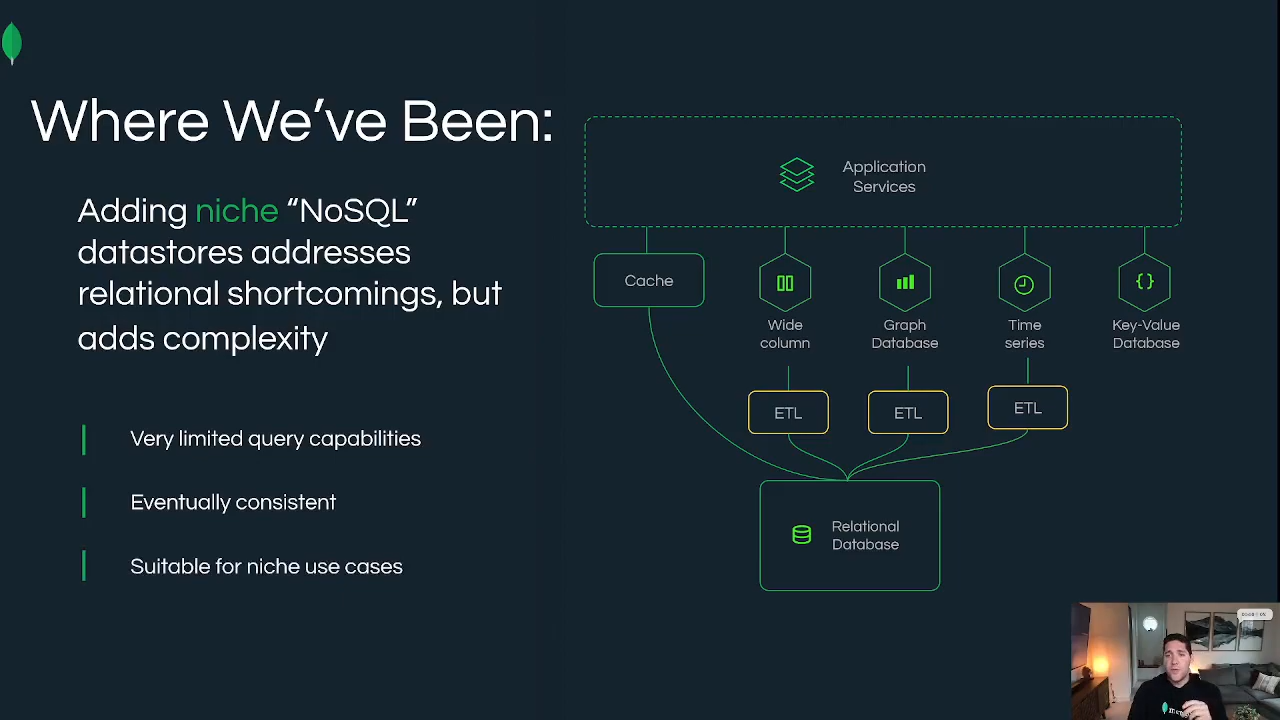 Where We've Been:
Adding niche “NoSQL”
datastores addresses
relational shortcomings, but
adds complexity
Very limited query capabilities
Eventually consistent
Suitable for niche use cases
Application
Services
Cache
Wide
column
Graph
Database
Time
series
Key-Value
Database
ETL
ETL
ETL
Relational
Database